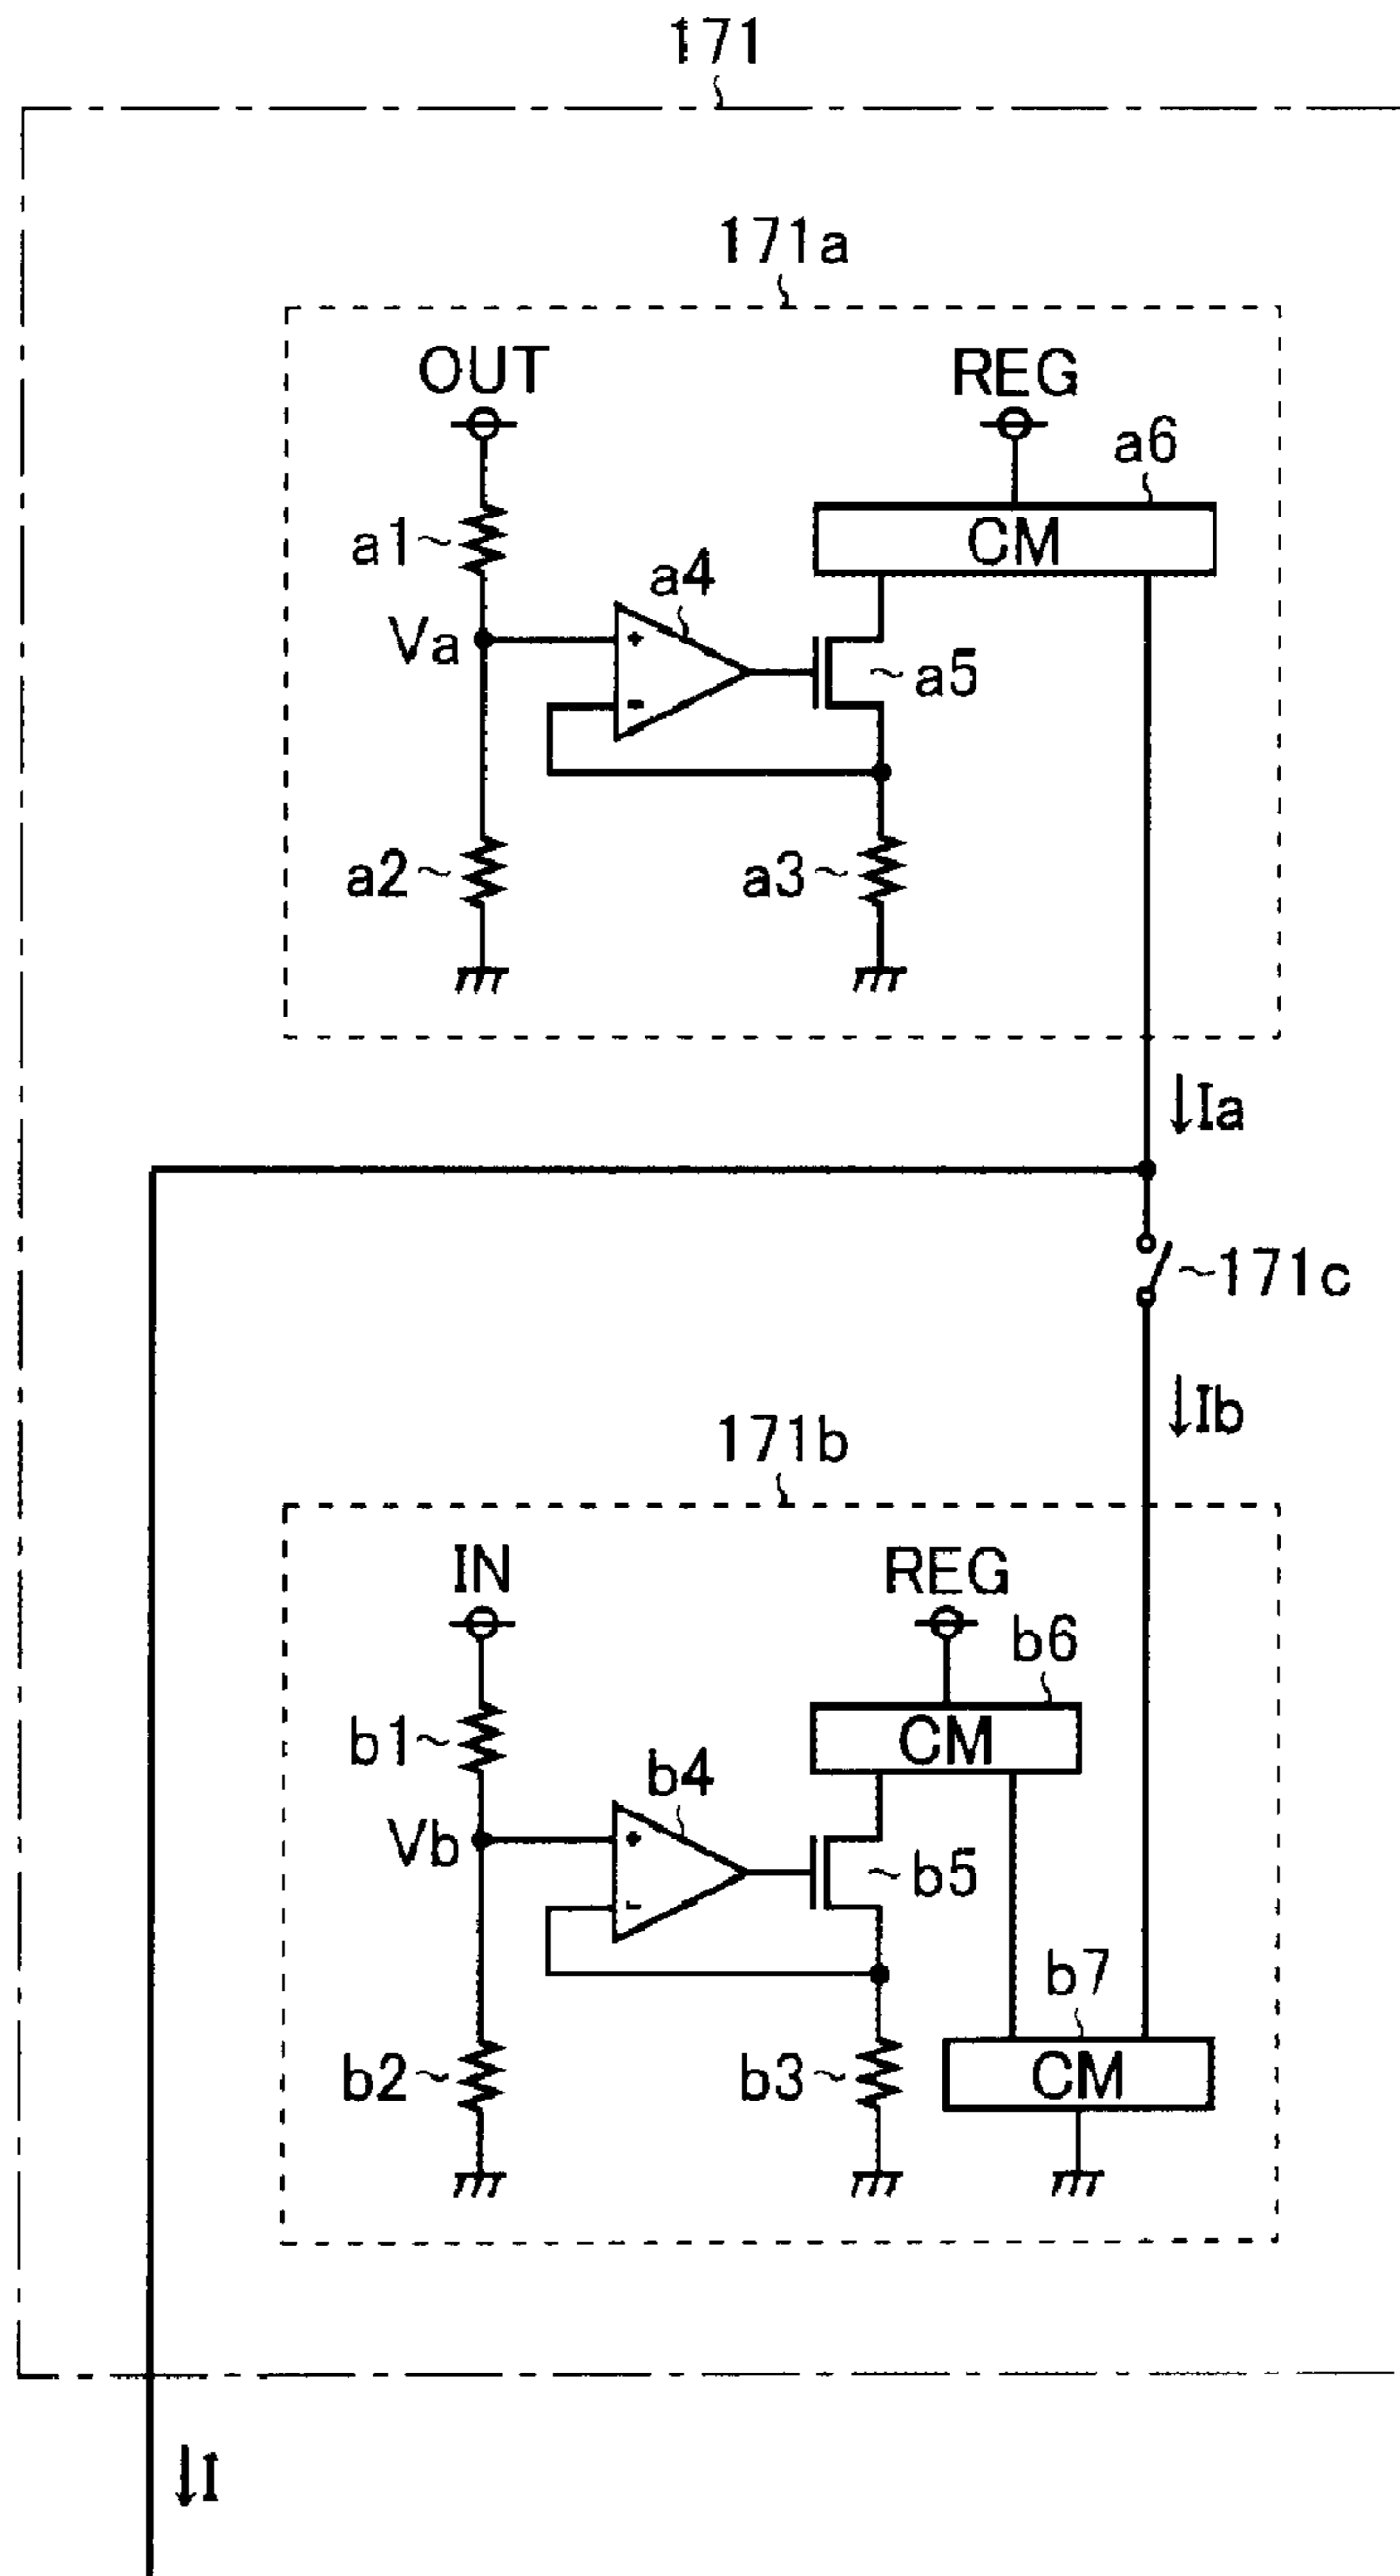 171
171a
OUT
REG
a6
CM
a1
a4
Va
a5
a2
a3
Ia
171c
Ib
171b
IN
REG
b6
CM
b1
b4
Vb
b5
b7
b2
b3
CM
I